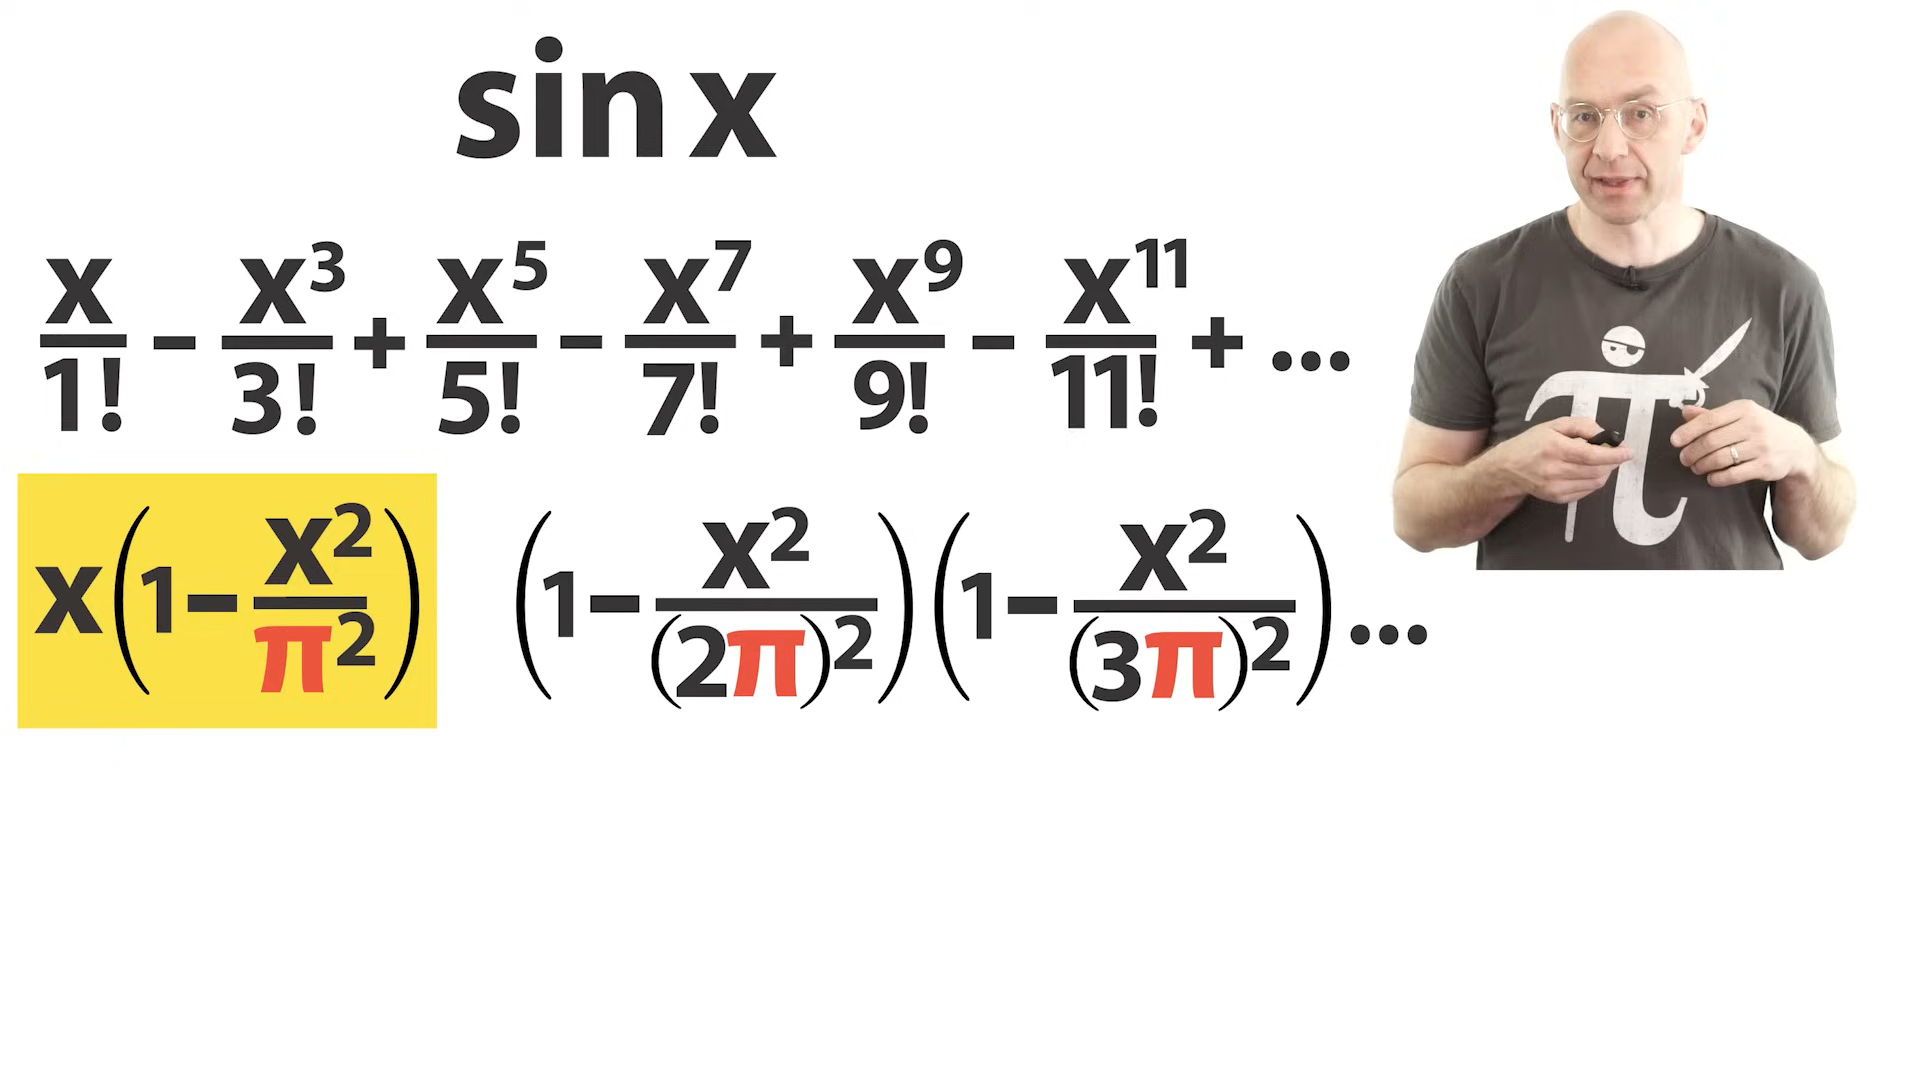 sin x
x/1! - x³/3! + x⁵/5! - x⁷/7! + x⁹/9! - x¹¹/11! + ...
x(1 - x²/π²) (1 - x²/(2π)²)(1 - x²/(3π)²) ...
π